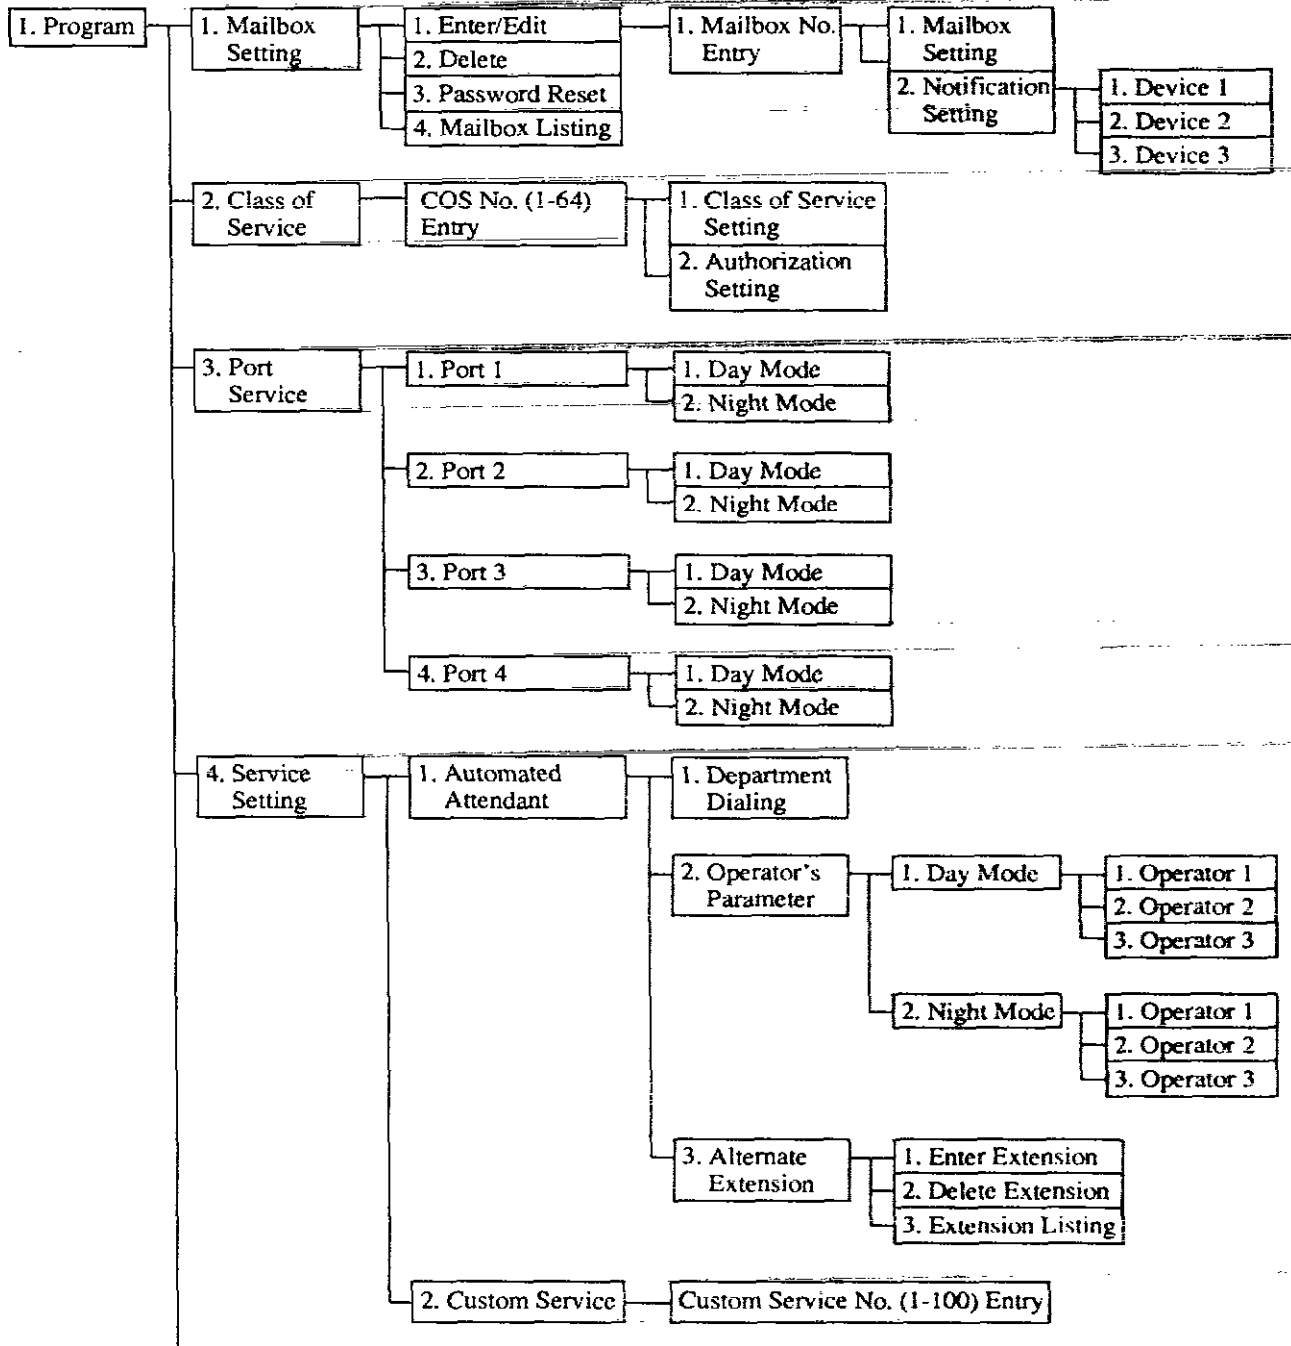 1. Program
1. Mailbox
Setting
1. Enter/Edit
2. Delete
3. Password Reset
4. Mailbox Listing
1. Mailbox No.
Entry
1. Mailbox
Setting
2. Notification
Setting
1. Device 1
2. Device 2
3. Device 3
2. Class of
Service
COS No. (1-64)
Entry
1. Class of Service
Setting
2. Authorization
Setting
3. Port
Service
1. Port 1
1. Day Mode
2. Night Mode
2. Port 2
1. Day Mode
2. Night Mode
3. Port 3
1. Day Mode
2. Night Mode
4. Port 4
1. Day Mode
2. Night Mode
4. Service
Setting
1. Automated
Attendant
1. Department
Dialing
2. Operator's
Parameter
1. Day Mode
1. Operator 1
2. Operator 2
3. Operator 3
2. Night Mode
1. Operator 1
2. Operator 2
3. Operator 3
3. Alternate
Extension
1. Enter Extension
2. Delete Extension
3. Extension Listing
2. Custom Service
Custom Service No. (1-100) Entry